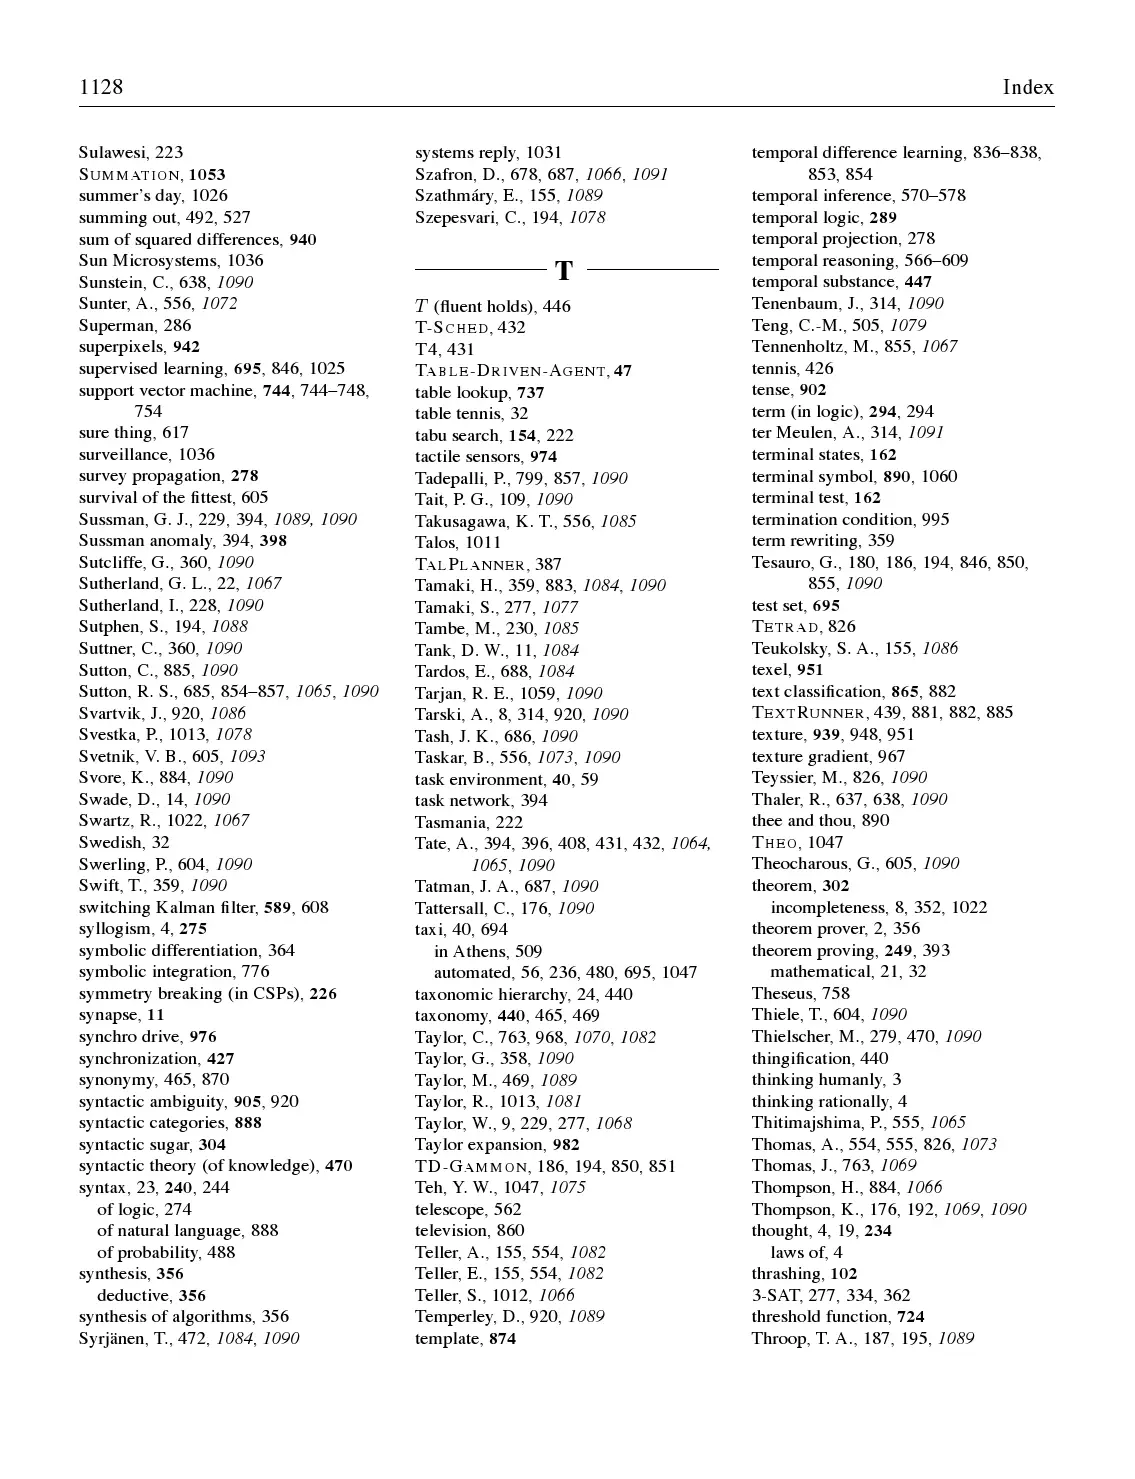 1128 Index
Sulawesi, 223
SUMMATION, 1053
summer's day, 1026
summing out, 492, 527
sum of squared differences, 940
Sun Microsystems, 1036
Sunstein, C., 638, 1090
Sunter, A., 556, 1072
Superman, 286
superpixels, 942
supervised learning, 695, 846, 1025
support vector machine, 744, 744–748,
754
sure thing, 617
surveillance, 1036
survey propagation, 278
survival of the fittest, 605
Sussman, G. J., 229, 394, 1089, 1090
Sussman anomaly, 394, 398
Sutcliffe, G., 360, 1090
Sutherland, G. L., 22, 1067
Sutherland, I., 228, 1090
Sutphen, S., 194, 1088
Suttner, C., 360, 1090
Sutton, C., 885, 1090
Sutton, R. S., 685, 854–857, 1065, 1090
Svartvik, J., 920, 1086
Svestka, P., 1013, 1078
Svetnik, V. B., 605, 1093
Svore, K., 884, 1090
Swade, D., 14, 1090
Swartz, R., 1022, 1067
Swedish, 32
Swerling, P., 604, 1090
Swift, T., 359, 1090
switching Kalman filter, 589, 608
syllogism, 4, 275
symbolic differentiation, 364
symbolic integration, 776
symmetry breaking (in CSPs), 226
synapse, 11
synchro drive, 976
synchronization, 427
synonymy, 465, 870
syntactic ambiguity, 905, 920
syntactic categories, 888
syntactic sugar, 304
syntactic theory (of knowledge), 470
syntax, 23, 240, 244
of logic, 274
of natural language, 888
of probability, 488
synthesis, 356
deductive, 356
synthesis of algorithms, 356
Syrjänen, T., 472, 1084, 1090
systems reply, 1031
Szafron, D., 678, 687, 1066, 1091
Szathmáry, E., 155, 1089
Szepesvari, C., 194, 1078
T
T (fluent holds), 446
T-SCHED, 432
T4, 431
TABLE-DRIVEN-AGENT, 47
table lookup, 737
table tennis, 32
tabu search, 154, 222
tactile sensors, 974
Tadepalli, P., 799, 857, 1090
Tait, P. G., 109, 1090
Takusagawa, K. T., 556, 1085
Talos, 1011
TALPLANNER, 387
Tamaki, H., 359, 883, 1084, 1090
Tamaki, S., 277, 1077
Tambe, M., 230, 1085
Tank, D. W., 11, 1084
Tardos, E., 688, 1084
Tarjan, R. E., 1059, 1090
Tarski, A., 8, 314, 920, 1090
Tash, J. K., 686, 1090
Taskar, B., 556, 1073, 1090
task environment, 40, 59
task network, 394
Tasmania, 222
Tate, A., 394, 396, 408, 431, 432, 1064,
1065, 1090
Tatman, J. A., 687, 1090
Tattersall, C., 176, 1090
taxi, 40, 694
in Athens, 509
automated, 56, 236, 480, 695, 1047
taxonomic hierarchy, 24, 440
taxonomy, 440, 465, 469
Taylor, C., 763, 968, 1070, 1082
Taylor, G., 358, 1090
Taylor, M., 469, 1089
Taylor, R., 1013, 1081
Taylor, W., 9, 229, 277, 1068
Taylor expansion, 982
TD-GAMMON, 186, 194, 850, 851
Teh, Y. W., 1047, 1075
telescope, 562
television, 860
Teller, A., 155, 554, 1082
Teller, E., 155, 554, 1082
Teller, S., 1012, 1066
Temperley, D., 920, 1089
template, 874
temporal difference learning, 836–838,
853, 854
temporal inference, 570–578
temporal logic, 289
temporal projection, 278
temporal reasoning, 566–609
temporal substance, 447
Tenenbaum, J., 314, 1090
Teng, C.-M., 505, 1079
Tennenholtz, M., 855, 1067
tennis, 426
tense, 902
term (in logic), 294, 294
ter Meulen, A., 314, 1091
terminal states, 162
terminal symbol, 890, 1060
terminal test, 162
termination condition, 995
term rewriting, 359
Tesauro, G., 180, 186, 194, 846, 850,
855, 1090
test set, 695
TETRAD, 826
Teukolsky, S. A., 155, 1086
texel, 951
text classification, 865, 882
TEXTRUNNER, 439, 881, 882, 885
texture, 939, 948, 951
texture gradient, 967
Teyssier, M., 826, 1090
Thaler, R., 637, 638, 1090
thee and thou, 890
THEO, 1047
Theocharous, G., 605, 1090
theorem, 302
incompleteness, 8, 352, 1022
theorem prover, 2, 356
theorem proving, 249, 393
mathematical, 21, 32
Theseus, 758
Thiele, T., 604, 1090
Thielscher, M., 279, 470, 1090
thingification, 440
thinking humanly, 3
thinking rationally, 4
Thitimajshima, P., 555, 1065
Thomas, A., 554, 555, 826, 1073
Thomas, J., 763, 1069
Thompson, H., 884, 1066
Thompson, K., 176, 192, 1069, 1090
thought, 4, 19, 234
laws of, 4
thrashing, 102
3-SAT, 277, 334, 362
threshold function, 724
Throop, T. A., 187, 195, 1089